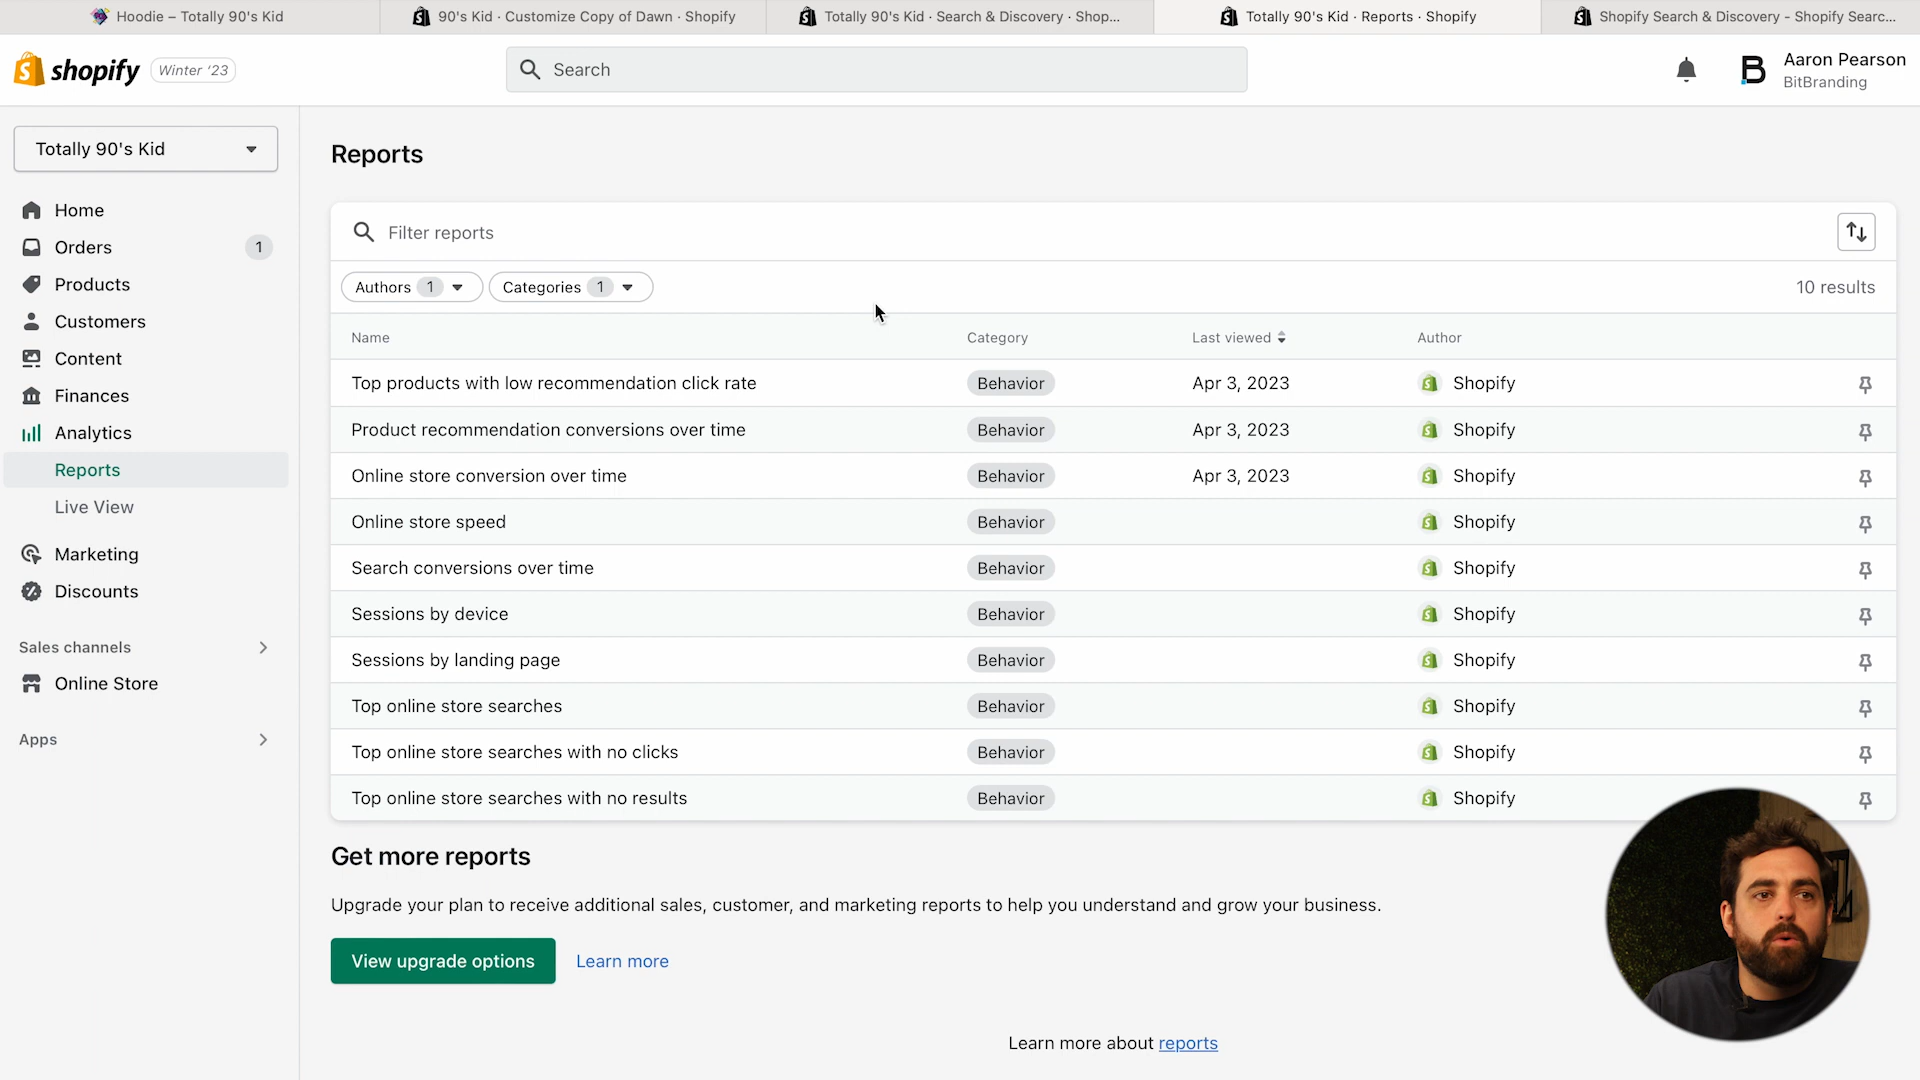 Hoodie – Totally 90's Kid
90's Kid · Customize Copy of Dawn · Shopify
Totally 90's Kid · Search & Discovery · Shop...
Totally 90's Kid · Reports · Shopify
Shopify Search & Discovery - Shopify Searc...
shopify
Winter '23
Search
Aaron Pearson
BitBranding
Totally 90's Kid
Home
Orders 1
Products
Customers
Content
Finances
Analytics
Reports
Live View
Marketing
Discounts
Sales channels
Online Store
Apps
Reports
Filter reports
Authors 1 Categories 1 10 results
Name Category Last viewed Author
Top products with low recommendation click rate Behavior Apr 3, 2023 Shopify
Product recommendation conversions over time Behavior Apr 3, 2023 Shopify
Online store conversion over time Behavior Apr 3, 2023 Shopify
Online store speed Behavior Shopify
Search conversions over time Behavior Shopify
Sessions by device Behavior Shopify
Sessions by landing page Behavior Shopify
Top online store searches Behavior Shopify
Top online store searches with no clicks Behavior Shopify
Top online store searches with no results Behavior Shopify
Get more reports
Upgrade your plan to receive additional sales, customer, and marketing reports to help you understand and grow your business.
View upgrade options Learn more
Learn more about reports